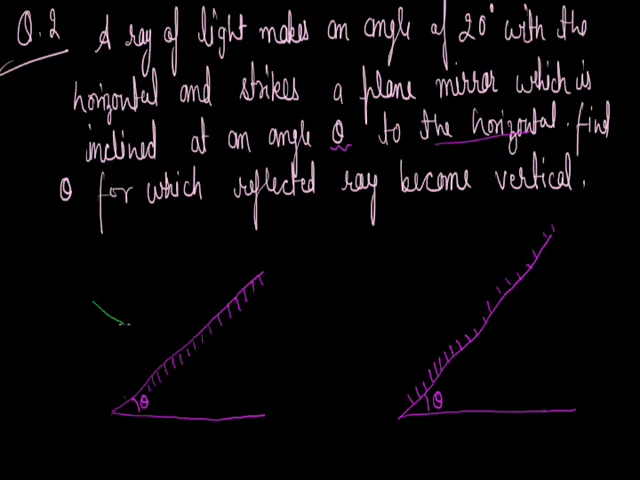 Q.2 A ray of light makes an angle of 20° with the
horizontal and strikes a plane mirror which is
inclined at an angle θ to the horizontal. find
θ for which reflected ray become vertical.
θ
θ